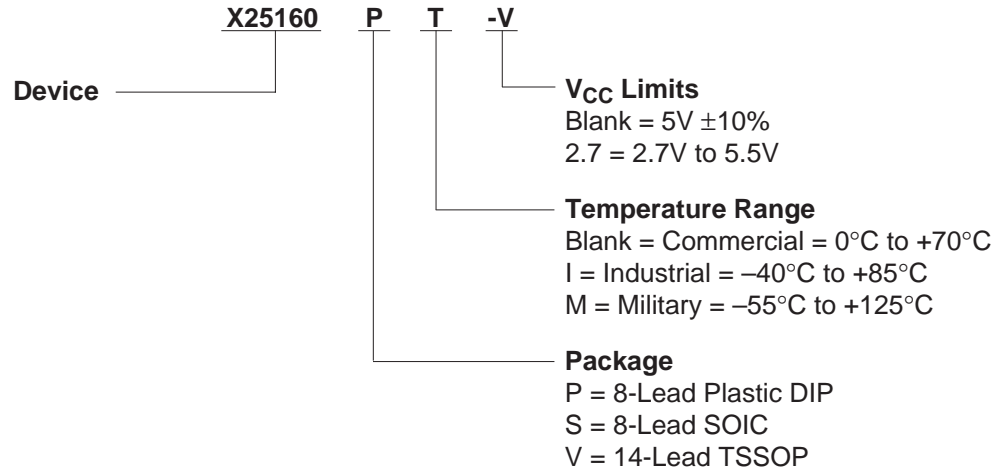 X25160 P T -V
Device
VCC Limits
Blank = 5V ±10%
2.7 = 2.7V to 5.5V
Temperature Range
Blank = Commercial = 0°C to +70°C
I = Industrial = –40°C to +85°C
M = Military = –55°C to +125°C
Package
P = 8-Lead Plastic DIP
S = 8-Lead SOIC
V = 14-Lead TSSOP